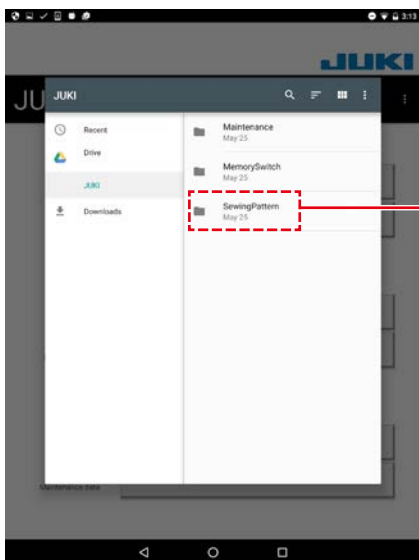 3:13
JUKI
JU
JUKI
Recent
Drive
JUKI
Downloads
Maintenance
May 25
MemorySwitch
May 25
SewingPattern
May 25
Maintenance data